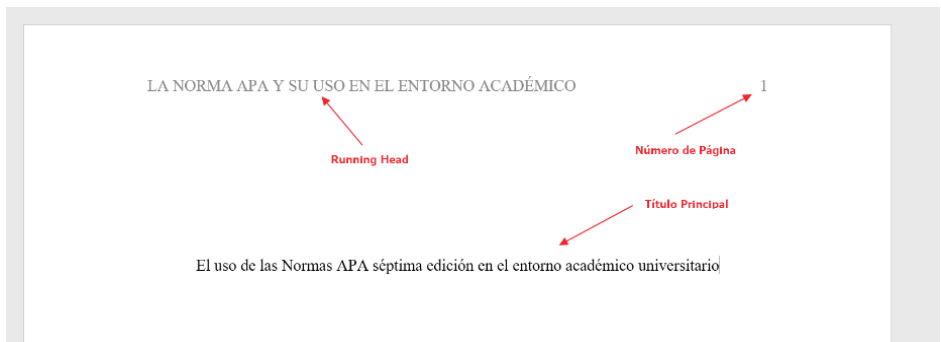 LA NORMA APA Y SU USO EN EL ENTORNO ACADÉMICO 1
Running Head
Número de Página
Título Principal
El uso de las Normas APA séptima edición en el entorno académico universitario